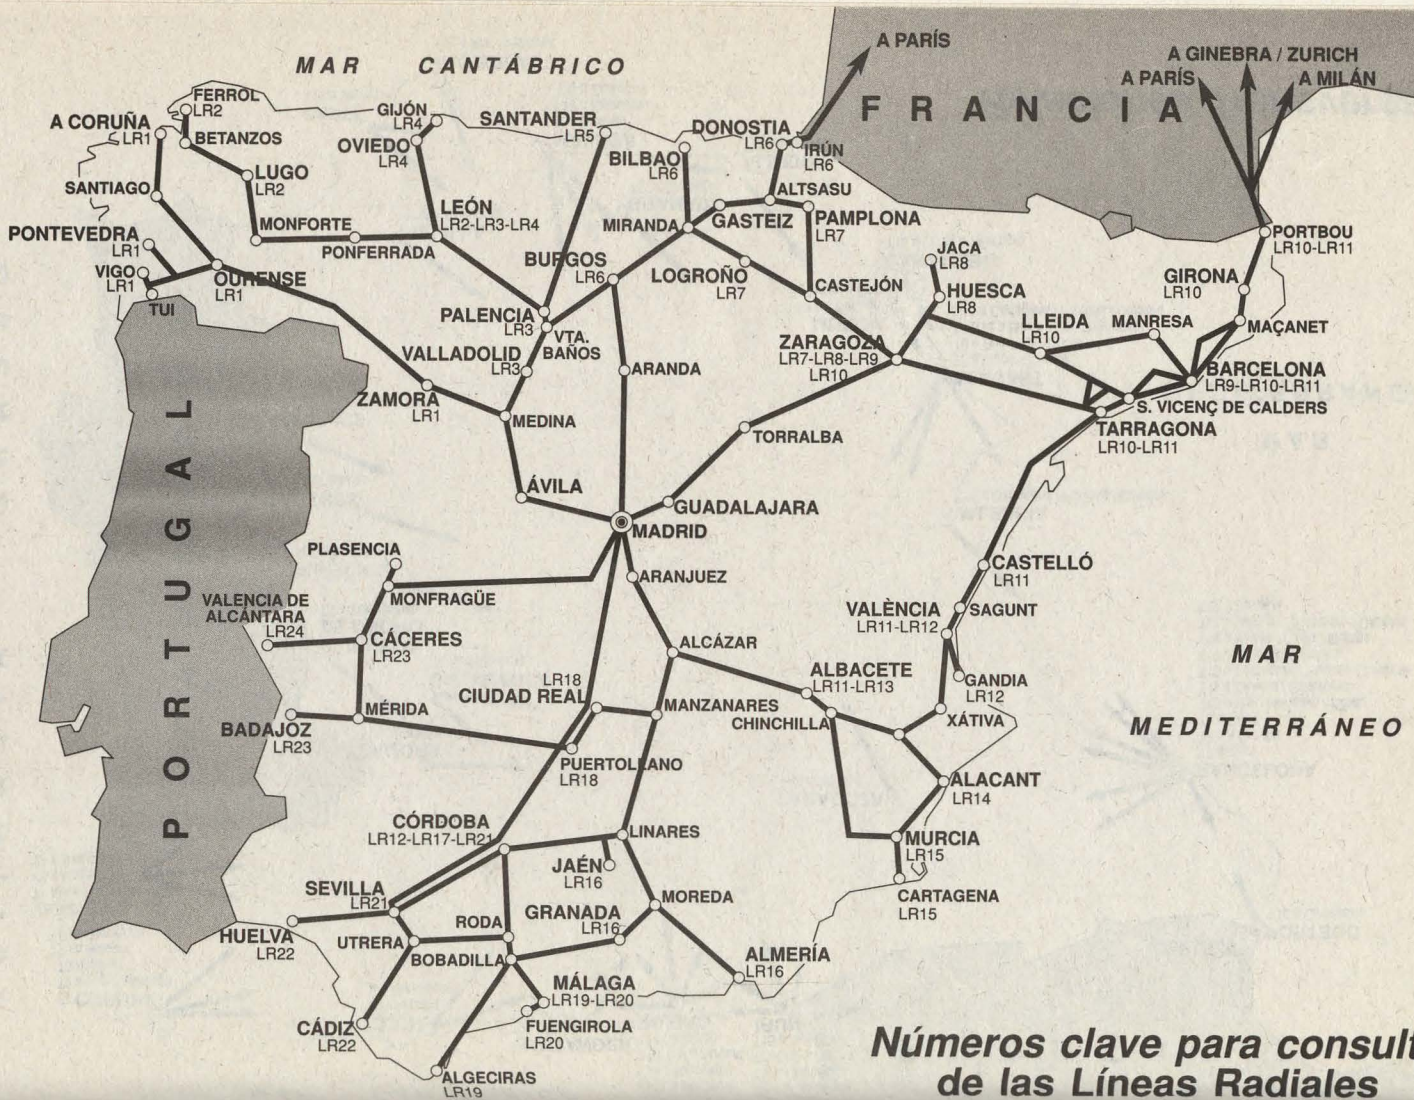 MAR CANTÁBRICO
A PARÍS
A GINEBRA / ZURICH
A PARÍS
A MILÁN
FRANCIA
FERROL
LR2
A CORUÑA
LR1
BETANZOS
GIJÓN
LR4
OVIEDO
LR4
SANTANDER
LR5
BILBAO
LR6
DONOSTIA
LR6
IRÚN
LR6
SANTIAGO
LUGO
LR2
ALTSASU
PONTEVEDRA
LR1
MONFORTE
PONFERRADA
LEÓN
LR2-LR3-LR4
MIRANDA
GASTEIZ
PAMPLONA
LR7
VIGO
LR1
TUI
OURENSE
LR1
BURGOS
LR6
LOGROÑO
LR7
CASTEJÓN
JACA
LR8
HUESCA
LR8
PORTBOU
LR10-LR11
GIRONA
LR10
MAÇANET
PALENCIA
LR3
VTA.
BAÑOS
VALLADOLID
LR3
ARANDA
ZARAGOZA
LR7-LR8-LR9
LR10
LLEIDA
LR10
MANRESA
BARCELONA
LR9-LR10-LR11
S. VICENÇ DE CALDERS
TARRAGONA
LR10-LR11
ZAMORA
LR1
MEDINA
TORRALBA
ÁVILA
GUADALAJARA
MADRID
PORTUGAL
PLASENCIA
MONFRAGÜE
ARANJUEZ
CASTELLÓ
LR11
VALENCIA DE
ALCÁNTARA
LR24
CÁCERES
LR23
ALCÁZAR
VALÈNCIA
LR11-LR12
SAGUNT
MAR
MEDITERRÁNEO
GANDIA
LR12
ALBACETE
LR11-LR13
CHINCHILLA
XÁTIVA
LR18
CIUDAD REAL
MANZANARES
BADAJOZ
LR23
MÉRIDA
PUERTOLLANO
LR18
ALACANT
LR14
CÓRDOBA
LR12-LR17-LR21
LINARES
JAÉN
LR16
MURCIA
LR15
CARTAGENA
LR15
SEVILLA
LR21
RODA
GRANADA
LR16
MOREDA
HUELVA
LR22
UTRERA
BOBADILLA
ALMERÍA
LR16
MÁLAGA
LR19-LR20
FUENGIROLA
LR20
CÁDIZ
LR22
ALGECIRAS
LR19
Números clave para consult
de las Líneas Radiales